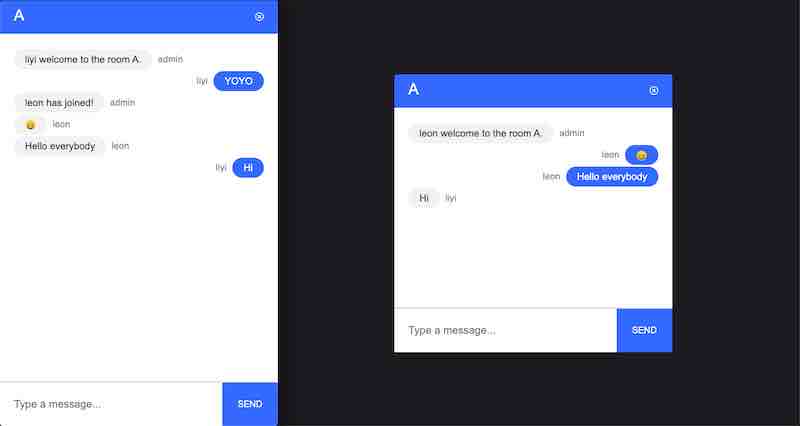 A
liyi welcome to the room A. admin
liyi YOYO
leon has joined! admin
😄 leon
Hello everybody leon
liyi Hi
Type a message... SEND
A
leon welcome to the room A. admin
leon 😄
leon Hello everybody
Hi liyi
Type a message... SEND